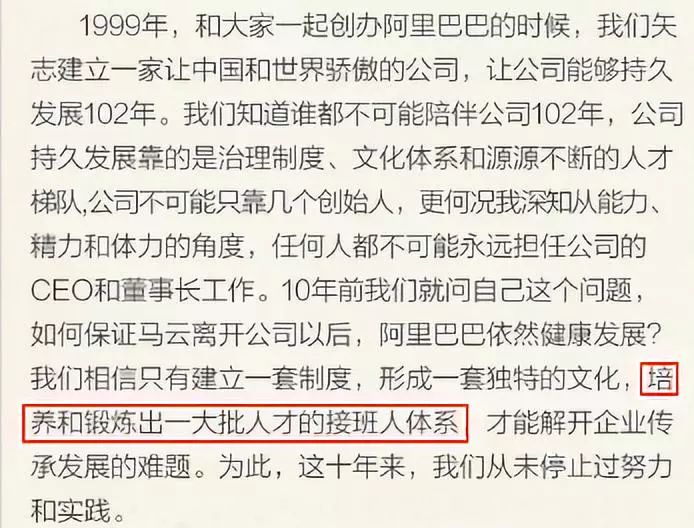 1999年，和大家一起创办阿里巴巴的时候，我们矢
志建立一家让中国和世界骄傲的公司，让公司能够持久
发展102年。我们知道谁都不可能陪伴公司102年，公司
持久发展靠的是治理制度、文化体系和源源不断的人才
梯队,公司不可能只靠几个创始人，更何况我深知从能力、
精力和体力的角度，任何人都不可能永远担任公司的
CEO和董事长工作。10年前我们就问自己这个问题，
如何保证马云离开公司以后，阿里巴巴依然健康发展？
我们相信只有建立一套制度，形成一套独特的文化，培
养和锻炼出一大批人才的接班人体系 才能解开企业传
承发展的难题。为此，这十年来，我们从未停止过努力
和实践。